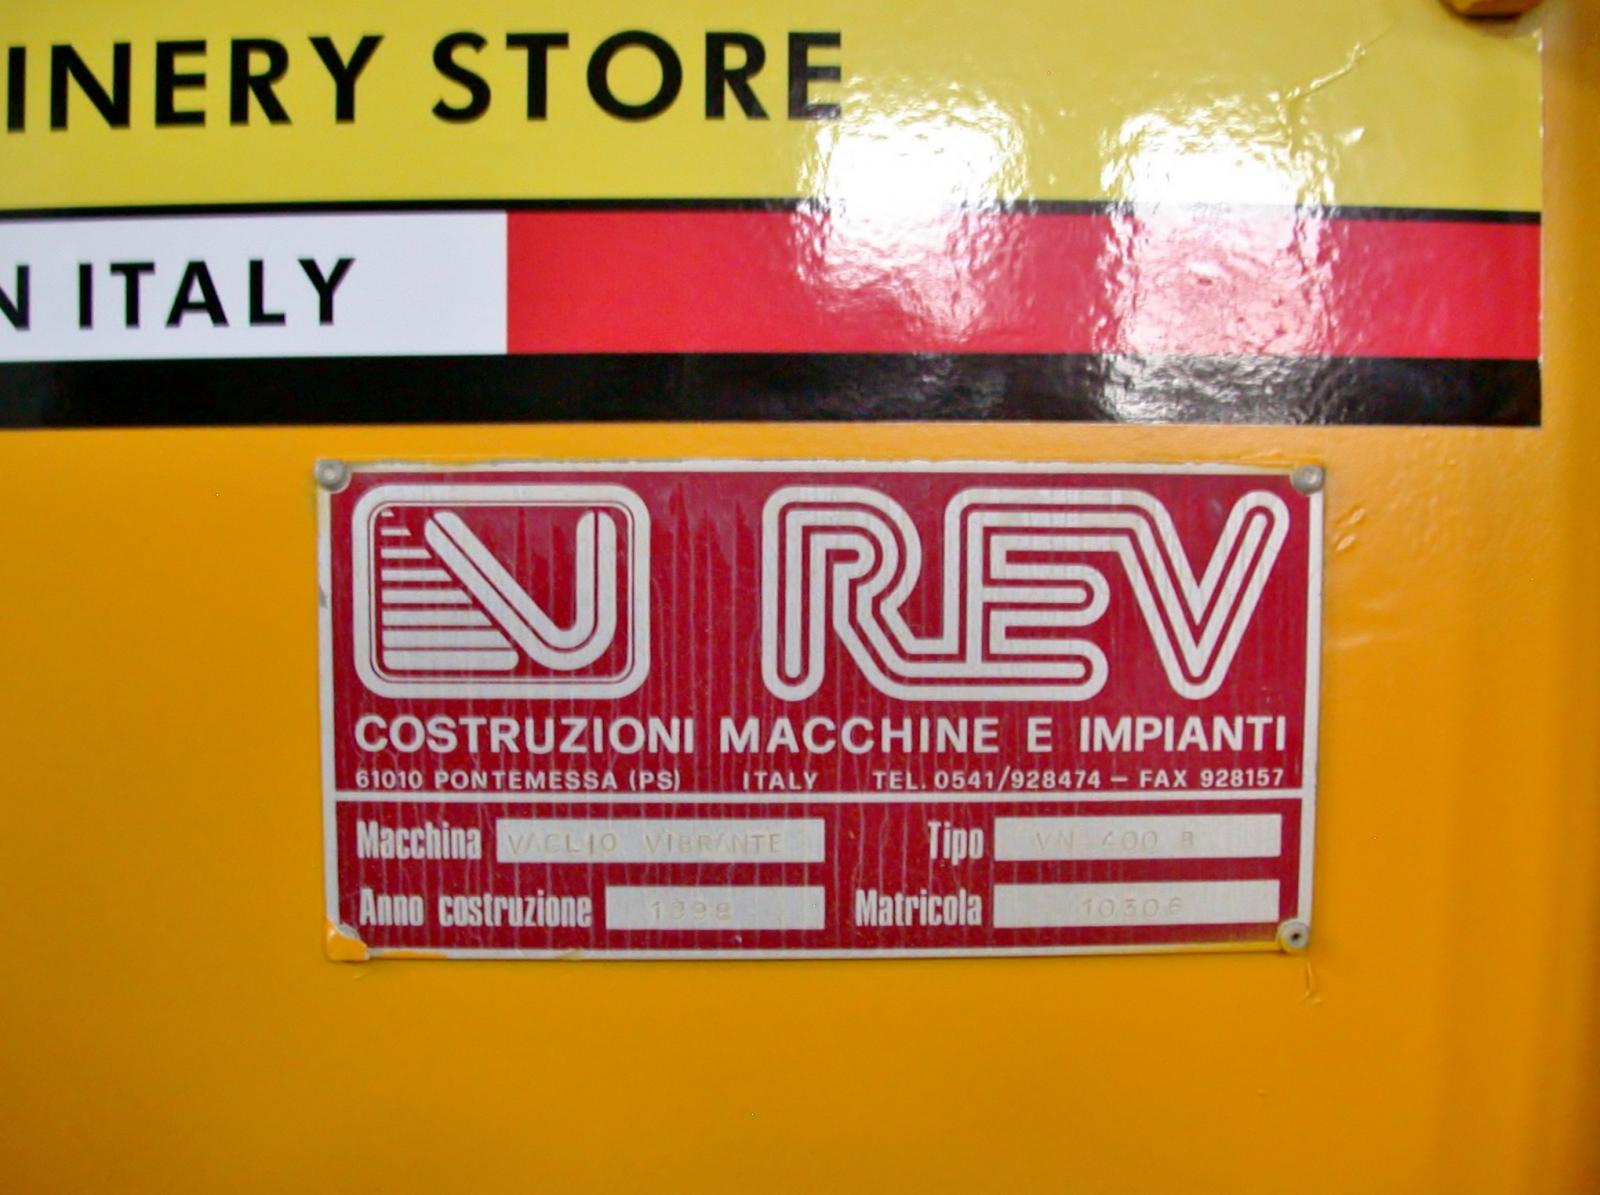 INERY STORE
N ITALY
REV
COSTRUZIONI MACCHINE E IMPIANTI
61010 PONTEMESSA (PS) ITALY TEL. 0541/928474 – FAX 928157
Macchina VAGLIO VIBRANTE Tipo VN 400 B
Anno costruzione 1998 Matricola 10306